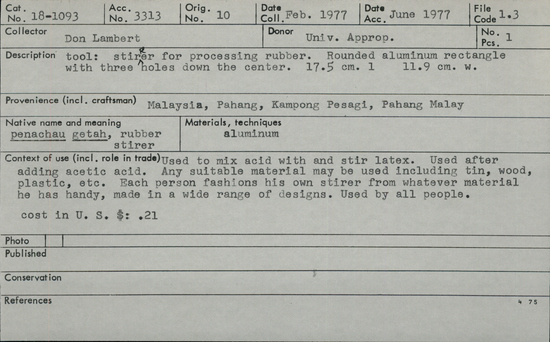 Cat. No. 18-1093 Acc. No. 3313 Orig. No. 10 Date Coll. Feb. 1977 Date Acc. June 1977 File Code 1.3
Collector Don Lambert Donor Univ. Approp. No. Pcs. 1
Description tool: stirer for processing rubber. Rounded aluminum rectangle
with three holes down the center. 17.5 cm. l 11.9 cm. w.
Provenience (incl. craftsman) Malaysia, Pahang, Kampong Pesagi, Pahang Malay
Native name and meaning Materials, techniques
penachau getah, rubber aluminum
stirer
Context of use (incl. role in trade) Used to mix acid with and stir latex. Used after
adding acetic acid. Any suitable material may be used including tin, wood,
plastic, etc. Each person fashions his own stirer from whatever material
he has handy, made in a wide range of designs. Used by all people.
cost in U. S. $: .21
Photo
Published
Conservation
References 4 75